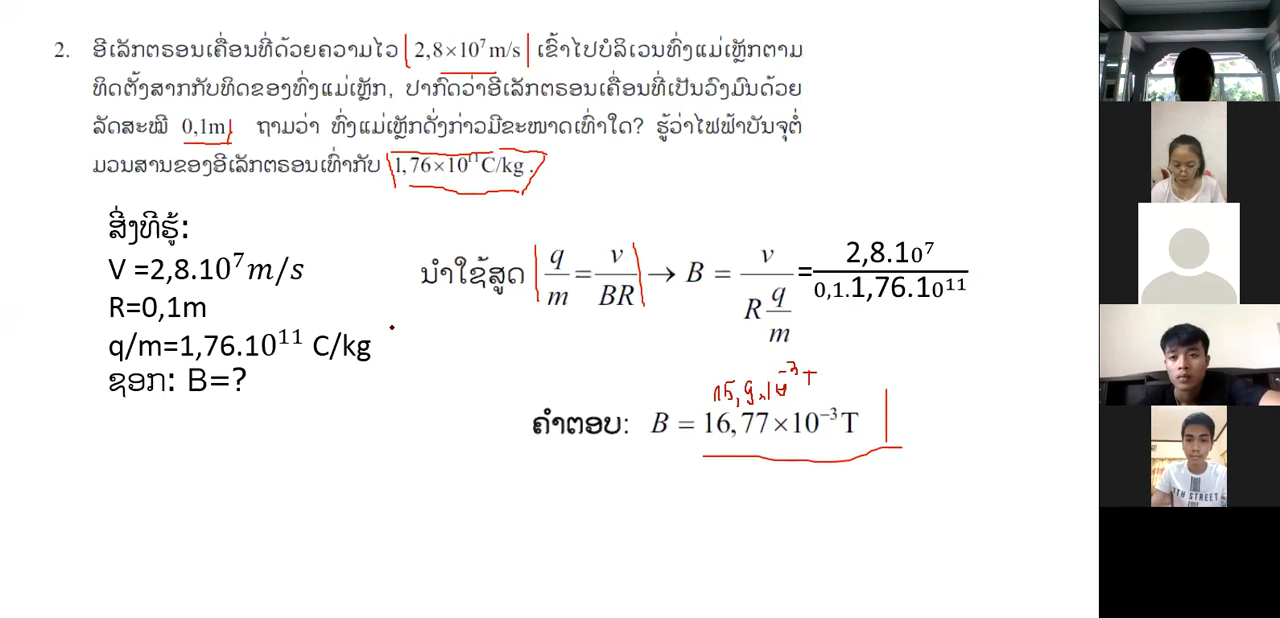 2. ອີເລັກຕຣອນເຄື່ອນທີ່ດ້ວຍຄວາມໄວ 2,8×10⁷ m/s ເຂົ້າໄປບໍລິເວນທົ່ງແມ່ເຫຼັກຕາມ
ທິດຕັ້ງສາກກັບທິດຂອງທົ່ງແມ່ເຫຼັກ, ປາກົດວ່າອີເລັກຕຣອນເຄື່ອນທີ່ເປັນວົງມົນດ້ວຍ
ລັດສະໝີ 0,1m ຖາມວ່າ ທົ່ງແມ່ເຫຼັກດັ່ງກ່າວມີຂະໜາດເທົ່າໃດ? ຮູ້ວ່າໄຟຟ້າບັນຈຸຕໍ່
ມວນສານຂອງອີເລັກຕຣອນເທົ່າກັບ 1,76×10¹¹ C/kg .
ສິ່ງທີ່ຮູ້:
V =2,8.10⁷m/s
R=0,1m
q/m=1,76.10¹¹ C/kg
ຊອກ: B=?
ນຳໃຊ້ສູດ q/m = v/BR → B = v/(R q/m) = 2,8.10⁷/0,1.1,76.10¹¹
15,9×10⁻³ T
ຄຳຕອບ: B = 16,77×10⁻³ T
7TH STREET